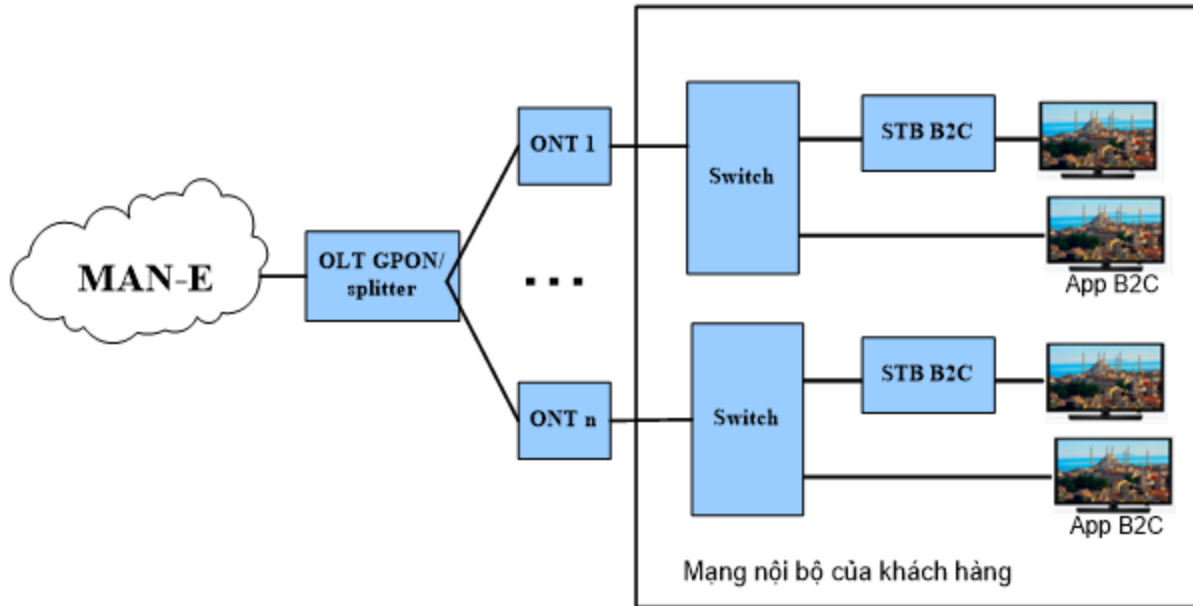 MAN-E
OLT GPON/
splitter
ONT 1
...
ONT n
Switch
STB B2C
App B2C
Switch
STB B2C
App B2C
Mạng nội bộ của khách hàng